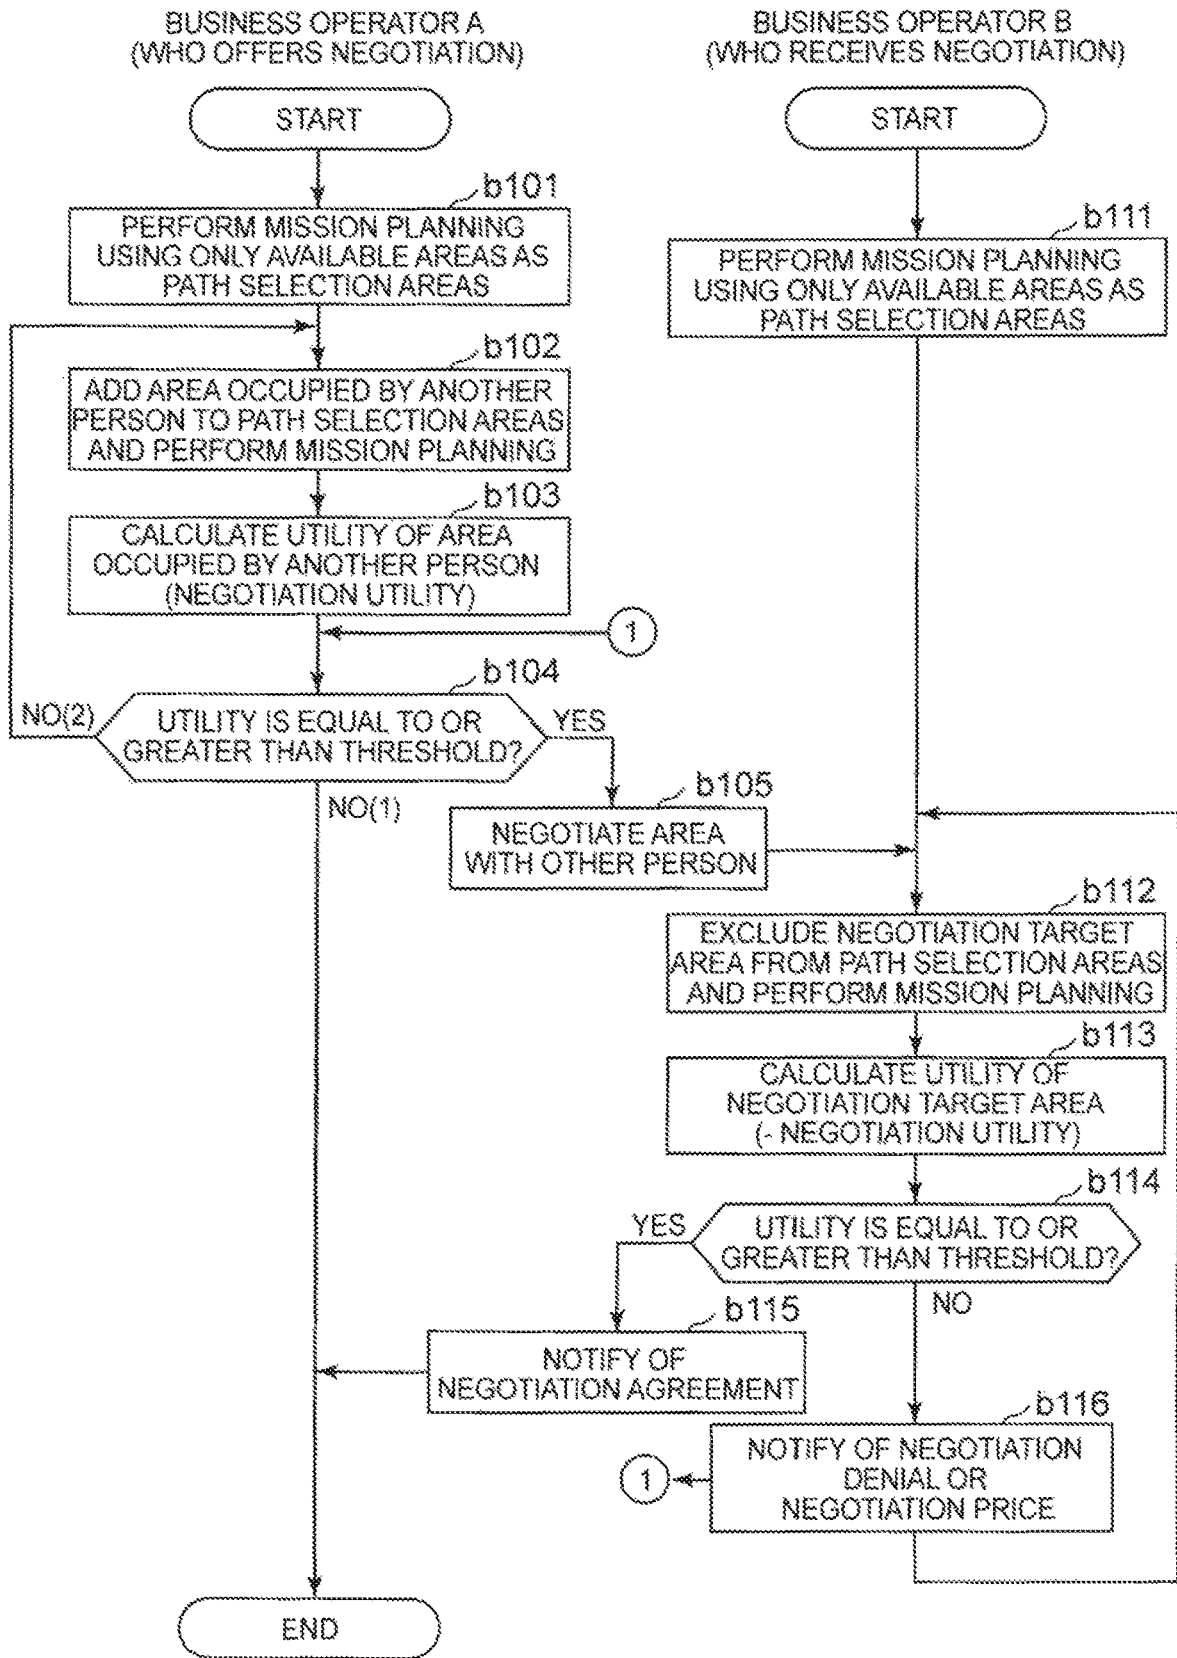 BUSINESS OPERATOR A
(WHO OFFERS NEGOTIATION)
START
b101
PERFORM MISSION PLANNING
USING ONLY AVAILABLE AREAS AS
PATH SELECTION AREAS
b102
ADD AREA OCCUPIED BY ANOTHER
PERSON TO PATH SELECTION AREAS
AND PERFORM MISSION PLANNING
b103
CALCULATE UTILITY OF AREA
OCCUPIED BY ANOTHER PERSON
(NEGOTIATION UTILITY)
1
b104
NO(2)
UTILITY IS EQUAL TO OR
GREATER THAN THRESHOLD?
YES
NO(1)
b105
NEGOTIATE AREA
WITH OTHER PERSON
BUSINESS OPERATOR B
(WHO RECEIVES NEGOTIATION)
START
b111
PERFORM MISSION PLANNING
USING ONLY AVAILABLE AREAS AS
PATH SELECTION AREAS
b112
EXCLUDE NEGOTIATION TARGET
AREA FROM PATH SELECTION AREAS
AND PERFORM MISSION PLANNING
b113
CALCULATE UTILITY OF
NEGOTIATION TARGET AREA
(- NEGOTIATION UTILITY)
b114
YES
UTILITY IS EQUAL TO OR
GREATER THAN THRESHOLD?
NO
b115
NOTIFY OF
NEGOTIATION AGREEMENT
b116
NOTIFY OF NEGOTIATION
DENIAL OR
NEGOTIATION PRICE
1
END